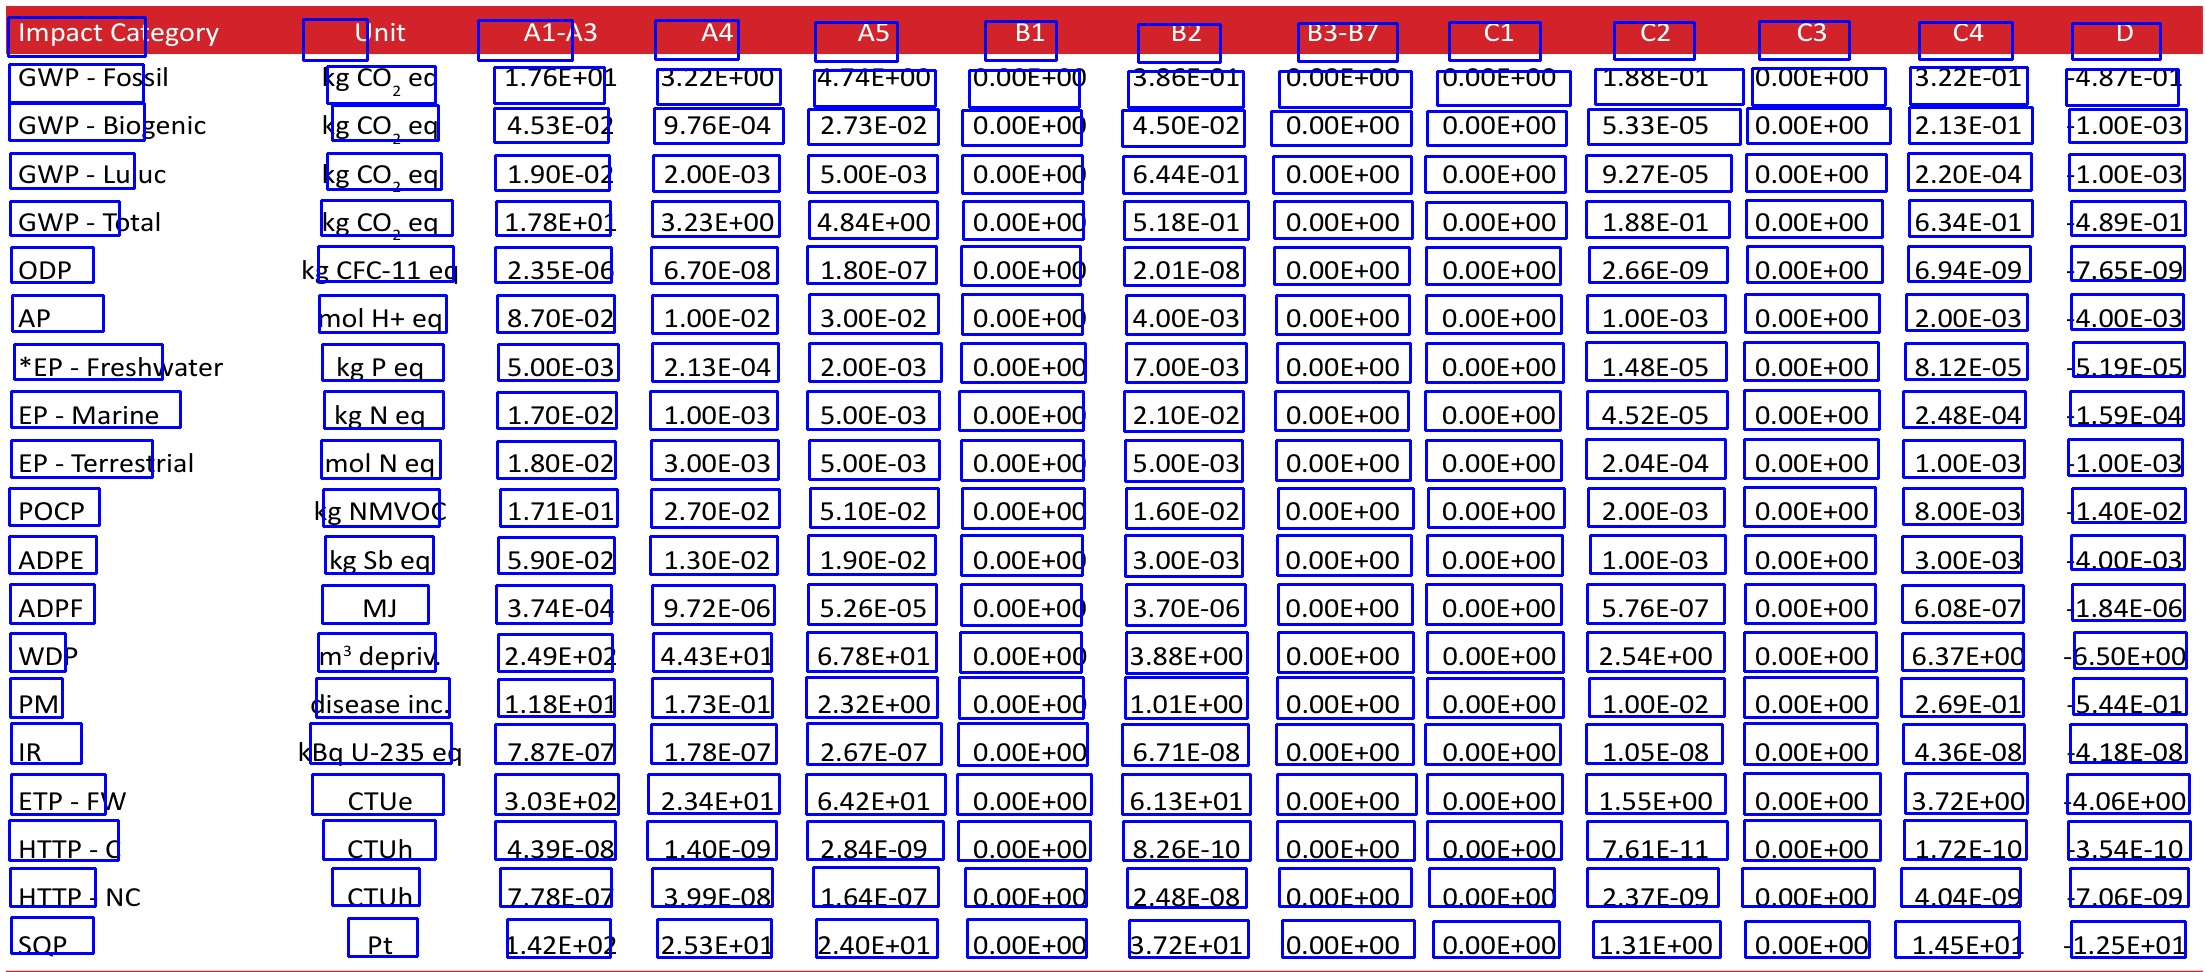 Impact Category Unit A1-A3 A4 A5 B1 B2 B3-B7 C1 C2 C3 C4 D
GWP - Fossil kg CO₂ eq 1.76E+01 3.22E+00 4.74E+00 0.00E+00 3.86E-01 0.00E+00 0.00E+00 1.88E-01 0.00E+00 3.22E-01 -4.87E-01
GWP - Biogenic kg CO₂ eq 4.53E-02 9.76E-04 2.73E-02 0.00E+00 4.50E-02 0.00E+00 0.00E+00 5.33E-05 0.00E+00 2.13E-01 -1.00E-03
GWP - Luluc kg CO₂ eq 1.90E-02 2.00E-03 5.00E-03 0.00E+00 6.44E-01 0.00E+00 0.00E+00 9.27E-05 0.00E+00 2.20E-04 -1.00E-03
GWP - Total kg CO₂ eq 1.78E+01 3.23E+00 4.84E+00 0.00E+00 5.18E-01 0.00E+00 0.00E+00 1.88E-01 0.00E+00 6.34E-01 -4.89E-01
ODP kg CFC-11 eq 2.35E-06 6.70E-08 1.80E-07 0.00E+00 2.01E-08 0.00E+00 0.00E+00 2.66E-09 0.00E+00 6.94E-09 -7.65E-09
AP mol H+ eq 8.70E-02 1.00E-02 3.00E-02 0.00E+00 4.00E-03 0.00E+00 0.00E+00 1.00E-03 0.00E+00 2.00E-03 -4.00E-03
*EP - Freshwater kg P eq 5.00E-03 2.13E-04 2.00E-03 0.00E+00 7.00E-03 0.00E+00 0.00E+00 1.48E-05 0.00E+00 8.12E-05 -5.19E-05
EP - Marine kg N eq 1.70E-02 1.00E-03 5.00E-03 0.00E+00 2.10E-02 0.00E+00 0.00E+00 4.52E-05 0.00E+00 2.48E-04 -1.59E-04
EP - Terrestrial mol N eq 1.80E-02 3.00E-03 5.00E-03 0.00E+00 5.00E-03 0.00E+00 0.00E+00 2.04E-04 0.00E+00 1.00E-03 -1.00E-03
POCP kg NMVOC 1.71E-01 2.70E-02 5.10E-02 0.00E+00 1.60E-02 0.00E+00 0.00E+00 2.00E-03 0.00E+00 8.00E-03 -1.40E-02
ADPE kg Sb eq 5.90E-02 1.30E-02 1.90E-02 0.00E+00 3.00E-03 0.00E+00 0.00E+00 1.00E-03 0.00E+00 3.00E-03 -4.00E-03
ADPF MJ 3.74E-04 9.72E-06 5.26E-05 0.00E+00 3.70E-06 0.00E+00 0.00E+00 5.76E-07 0.00E+00 6.08E-07 -1.84E-06
WDP m³ depriv. 2.49E+02 4.43E+01 6.78E+01 0.00E+00 3.88E+00 0.00E+00 0.00E+00 2.54E+00 0.00E+00 6.37E+00 -6.50E+00
PM disease inc. 1.18E+01 1.73E-01 2.32E+00 0.00E+00 1.01E+00 0.00E+00 0.00E+00 1.00E-02 0.00E+00 2.69E-01 -5.44E-01
IR kBq U-235 eq 7.87E-07 1.78E-07 2.67E-07 0.00E+00 6.71E-08 0.00E+00 0.00E+00 1.05E-08 0.00E+00 4.36E-08 -4.18E-08
ETP - FW CTUe 3.03E+02 2.34E+01 6.42E+01 0.00E+00 6.13E+01 0.00E+00 0.00E+00 1.55E+00 0.00E+00 3.72E+00 -4.06E+00
HTTP - C CTUh 4.39E-08 1.40E-09 2.84E-09 0.00E+00 8.26E-10 0.00E+00 0.00E+00 7.61E-11 0.00E+00 1.72E-10 -3.54E-10
HTTP - NC CTUh 7.78E-07 3.99E-08 1.64E-07 0.00E+00 2.48E-08 0.00E+00 0.00E+00 2.37E-09 0.00E+00 4.04E-09 -7.06E-09
SQP Pt 1.42E+02 2.53E+01 2.40E+01 0.00E+00 3.72E+01 0.00E+00 0.00E+00 1.31E+00 0.00E+00 1.45E+01 -1.25E+01